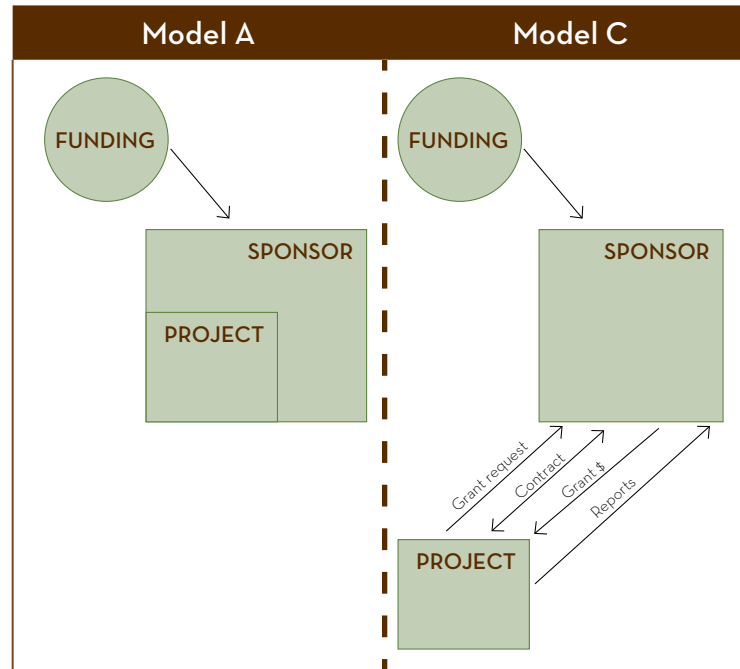 Model A
FUNDING
SPONSOR
PROJECT
Model C
FUNDING
SPONSOR
Grant request
Contract
Grant $
Reports
PROJECT